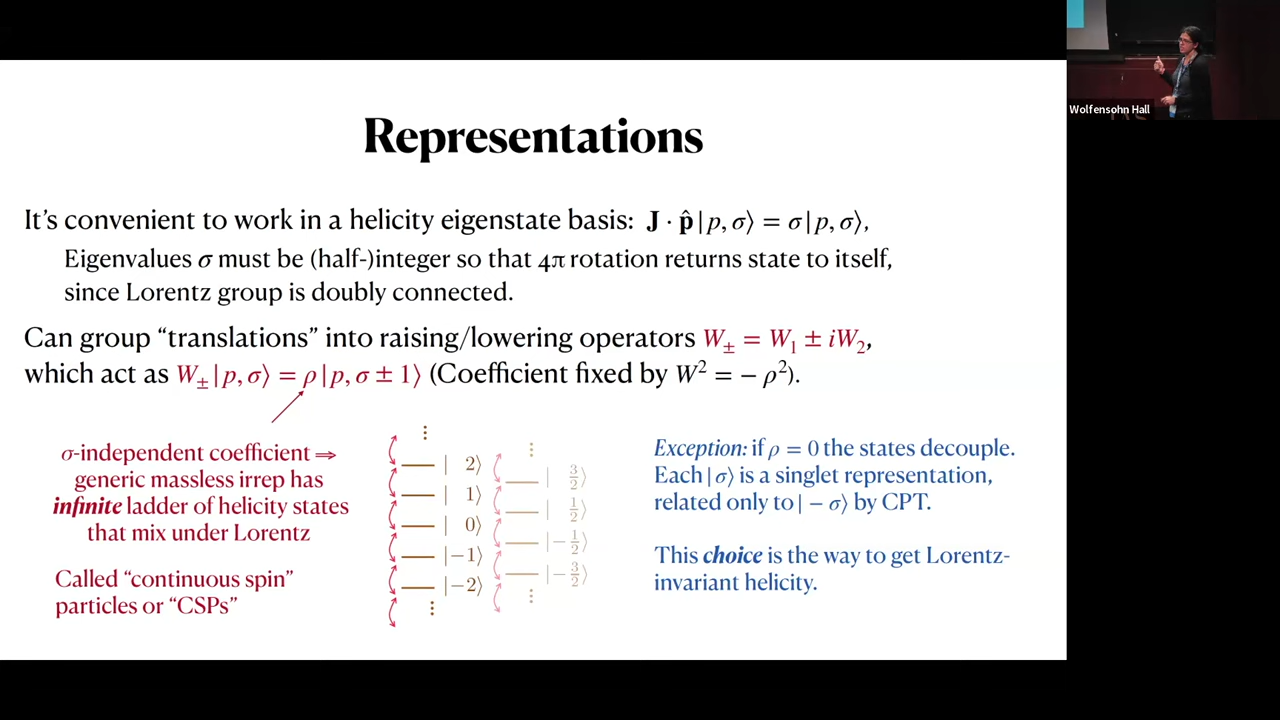 Representations
It's convenient to work in a helicity eigenstate basis: J · p̂|p, σ⟩ = σ|p, σ⟩,
Eigenvalues σ must be (half-)integer so that 4π rotation returns state to itself,
since Lorentz group is doubly connected.
Can group “translations” into raising/lowering operators W± = W₁ ± iW₂,
which act as W±|p, σ⟩ = ρ|p, σ ± 1⟩ (Coefficient fixed by W² = − ρ²).
σ-independent coefficient ⇒
generic massless irrep has
infinite ladder of helicity states
that mix under Lorentz
Called “continuous spin”
particles or “CSPs”
⋮
| 2⟩
| 1⟩
| 0⟩
|−1⟩
|−2⟩
⋮
⋮
| 3/2⟩
| 1/2⟩
|−1/2⟩
|−3/2⟩
⋮
Exception: if ρ = 0 the states decouple.
Each |σ⟩ is a singlet representation,
related only to | − σ⟩ by CPT.
This choice is the way to get Lorentz-
invariant helicity.
Wolfensohn Hall